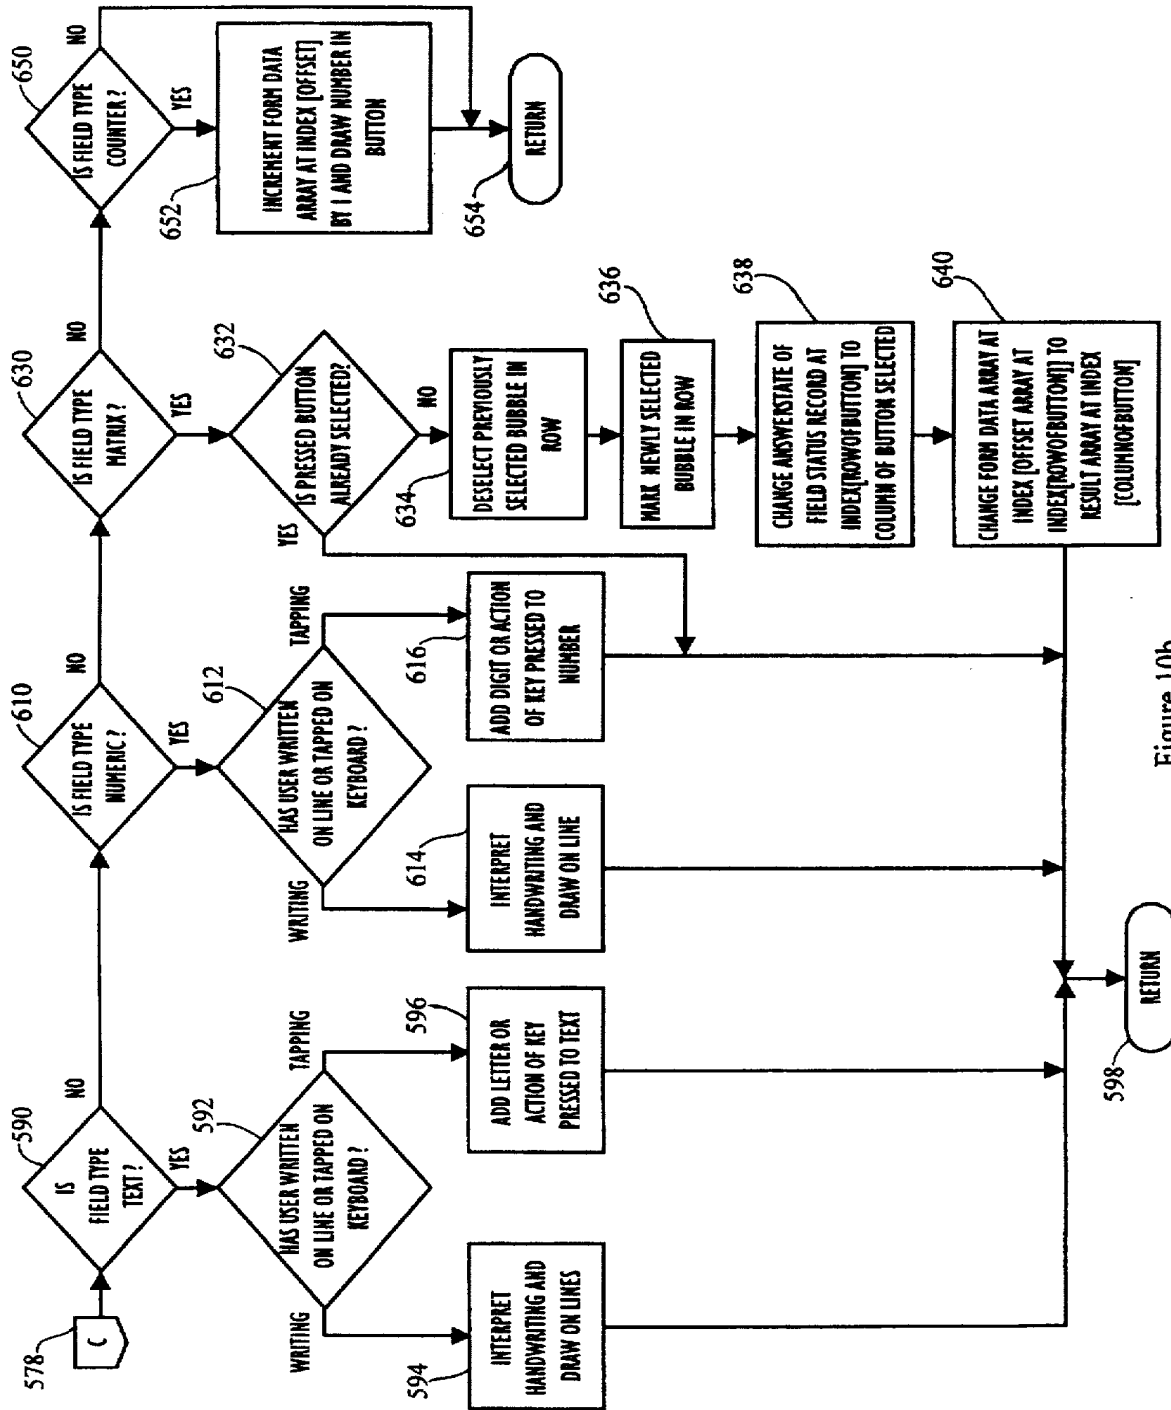 578
C
590
IS
FIELD TYPE
TEXT ?
NO
YES
592
HAS USER WRITTEN
ON LINE OR TAPPED ON
KEYBOARD ?
WRITING
TAPPING
594
INTERPRET
HANDWRITING AND
DRAW ON LINES
596
ADD LETTER OR
ACTION OF KEY
PRESSED TO TEXT
610
IS FIELD TYPE
NUMERIC ?
NO
YES
612
HAS USER WRITTEN
ON LINE OR TAPPED ON
KEYBOARD ?
WRITING
TAPPING
614
INTERPRET
HANDWRITING AND
DRAW ON LINE
616
ADD DIGIT OR ACTION
OF KEY PRESSED TO
NUMBER
630
IS FIELD TYPE
MATRIX ?
NO
YES
632
IS PRESSED BUTTON
ALREADY SELECTED?
YES
NO
634
DESELECT PREVIOUSLY
SELECTED BUBBLE IN
ROW
636
MARK NEWLY SELECTED
BUBBLE IN ROW
638
CHANGE ANSWERSTATE OF
FIELD STATUS RECORD AT
INDEX[ROWOFBUTTON] TO
COLUMN OF BUTTON SELECTED
640
CHANGE FORM DATA ARRAY AT
INDEX [OFFSET ARRAY AT
INDEX[ROWOFBUTTON]] TO
RESULT ARRAY AT INDEX
[COLUMNOFBUTTON]
650
IS FIELD TYPE
COUNTER ?
NO
YES
652
INCREMENT FORM DATA
ARRAY AT INDEX [OFFSET]
BY 1 AND DRAW NUMBER IN
BUTTON
654
RETURN
598
RETURN
Figure 10b